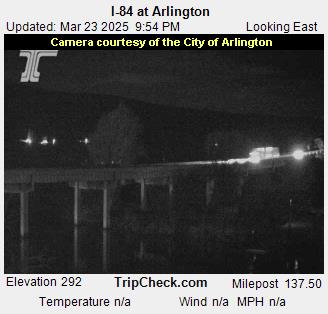 I-84 at Arlington
Updated: Mar 23 2025 9:54 PM Looking East
Camera courtesy of the City of Arlington
Elevation 292 TripCheck.com Milepost 137.50
Temperature n/a Wind n/a MPH n/a